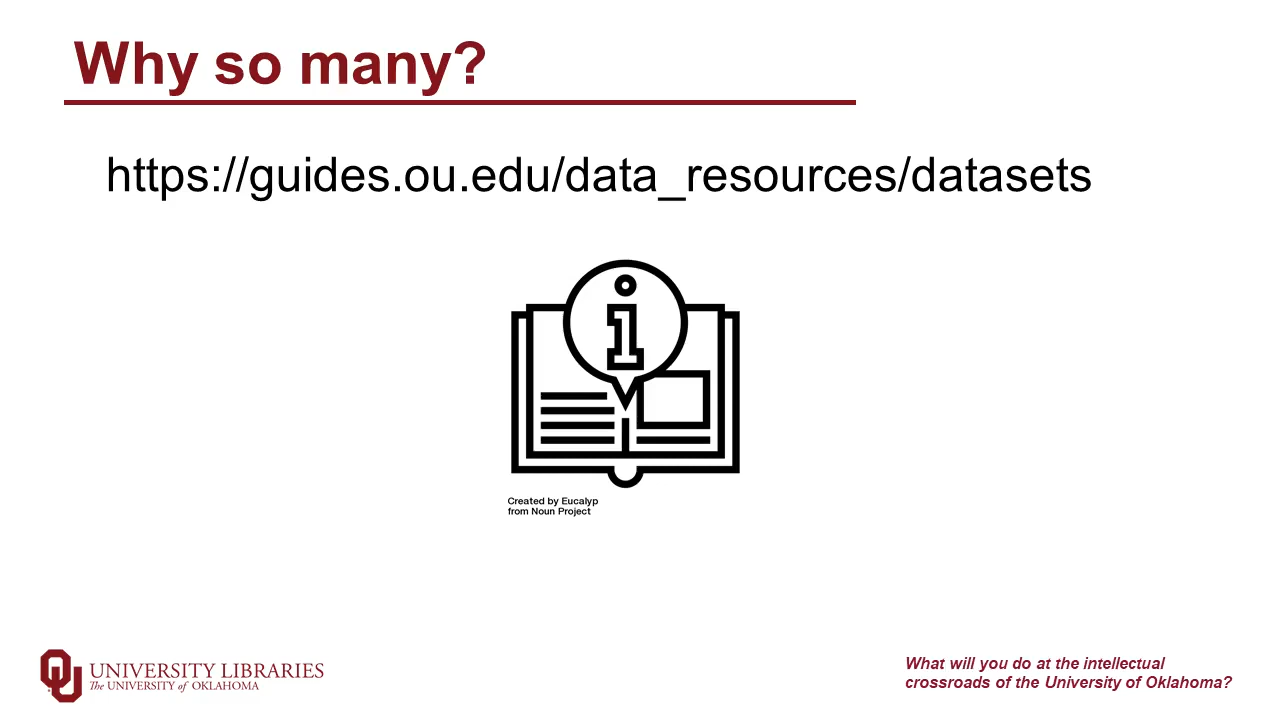 Why so many?
https://guides.ou.edu/data_resources/datasets
i
Created by Eucalyp
from Noun Project
OU
UNIVERSITY LIBRARIES
The UNIVERSITY of OKLAHOMA
What will you do at the intellectual
crossroads of the University of Oklahoma?